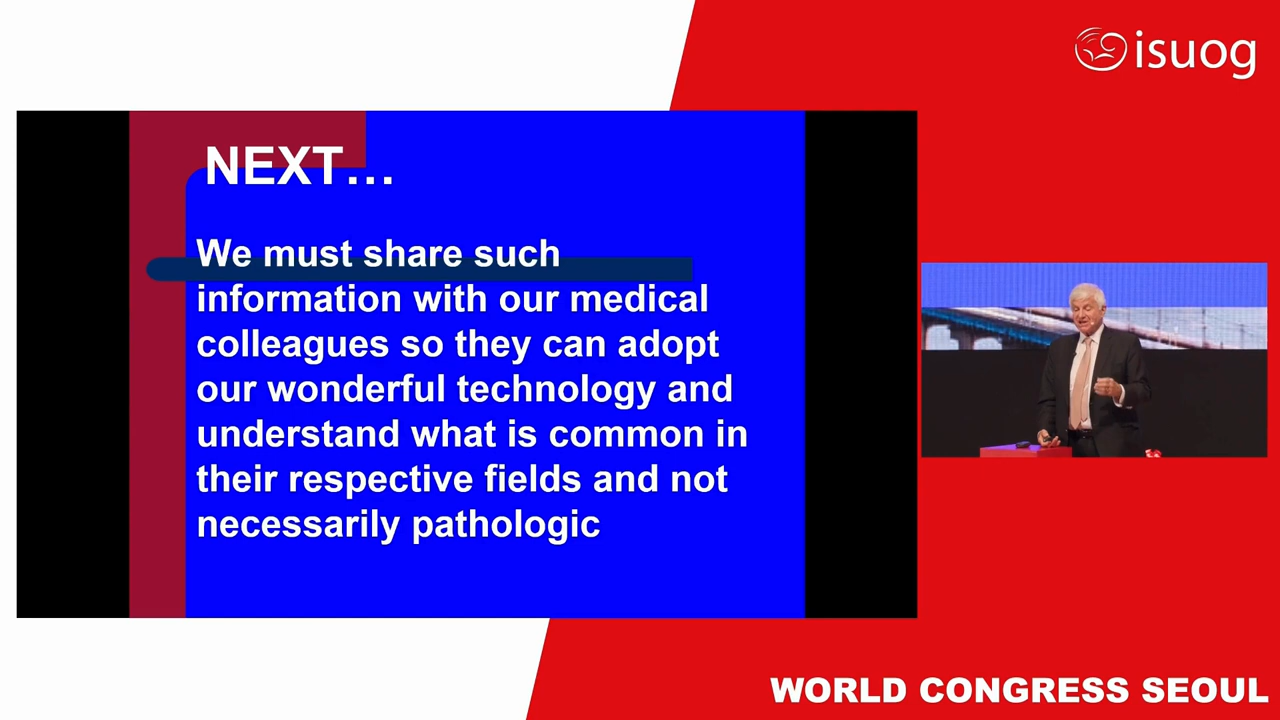 isuog
NEXT...
We must share such
information with our medical
colleagues so they can adopt
our wonderful technology and
understand what is common in
their respective fields and not
necessarily pathologic
WORLD CONGRESS SEOUL